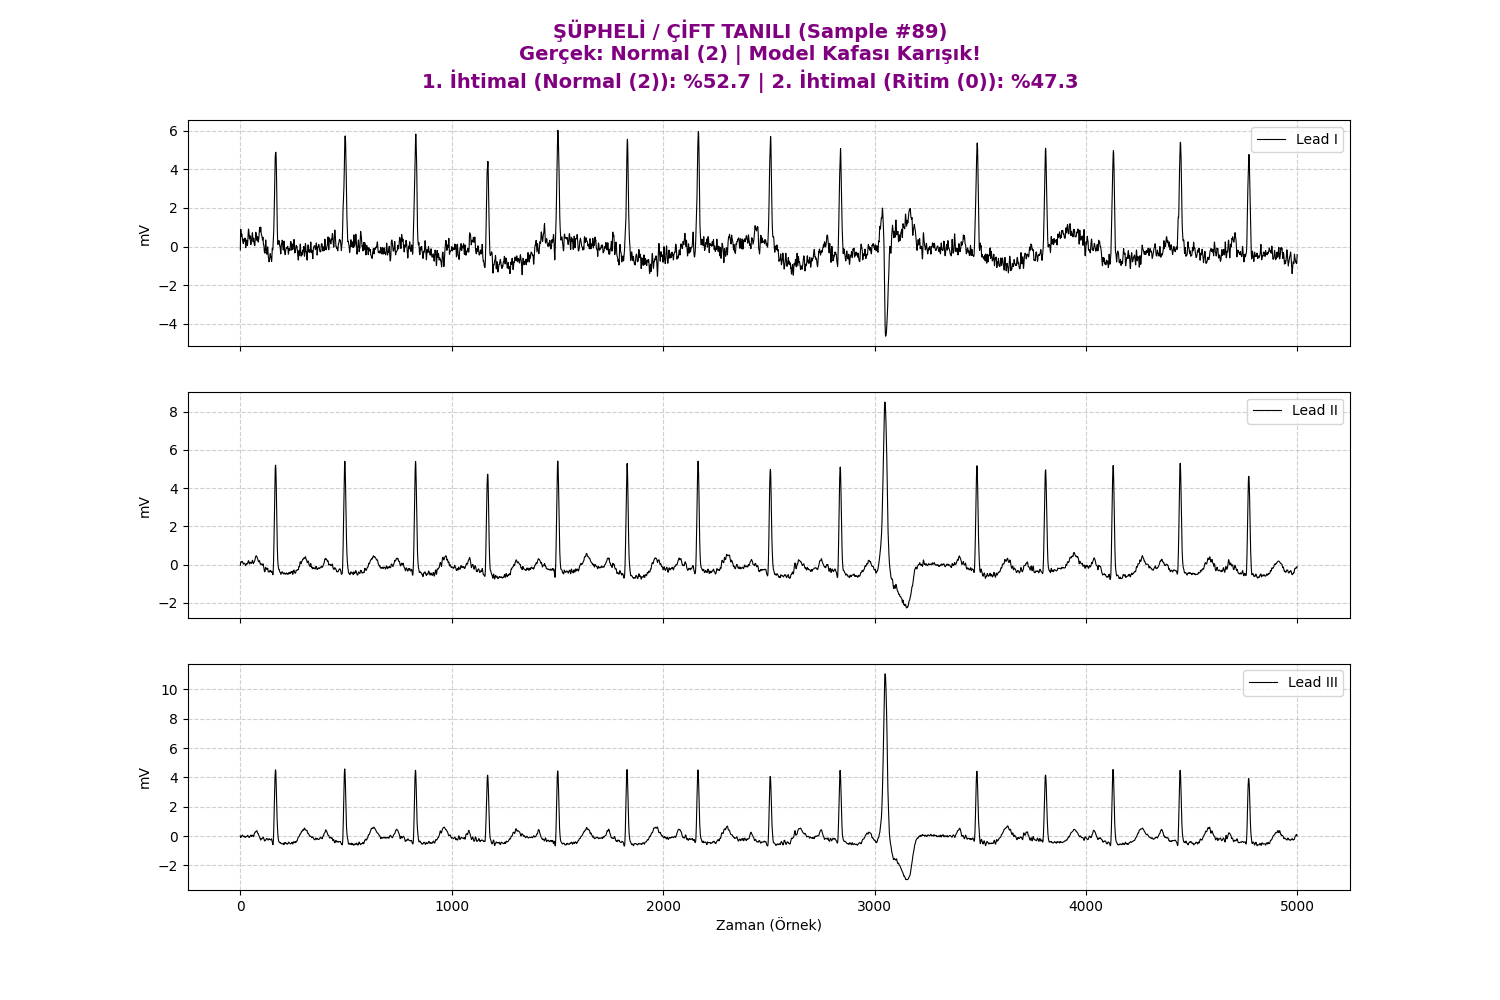 ŞÜPHELİ / ÇİFT TANILI (Sample #89)
Gerçek: Normal (2) | Model Kafası Karışık!
1. İhtimal (Normal (2)): %52.7 | 2. İhtimal (Ritim (0)): %47.3
Lead I
mV
6
4
2
0
−2
−4
Lead II
mV
8
6
4
2
0
−2
Lead III
mV
10
8
6
4
2
0
−2
0 1000 2000 3000 4000 5000
Zaman (Örnek)